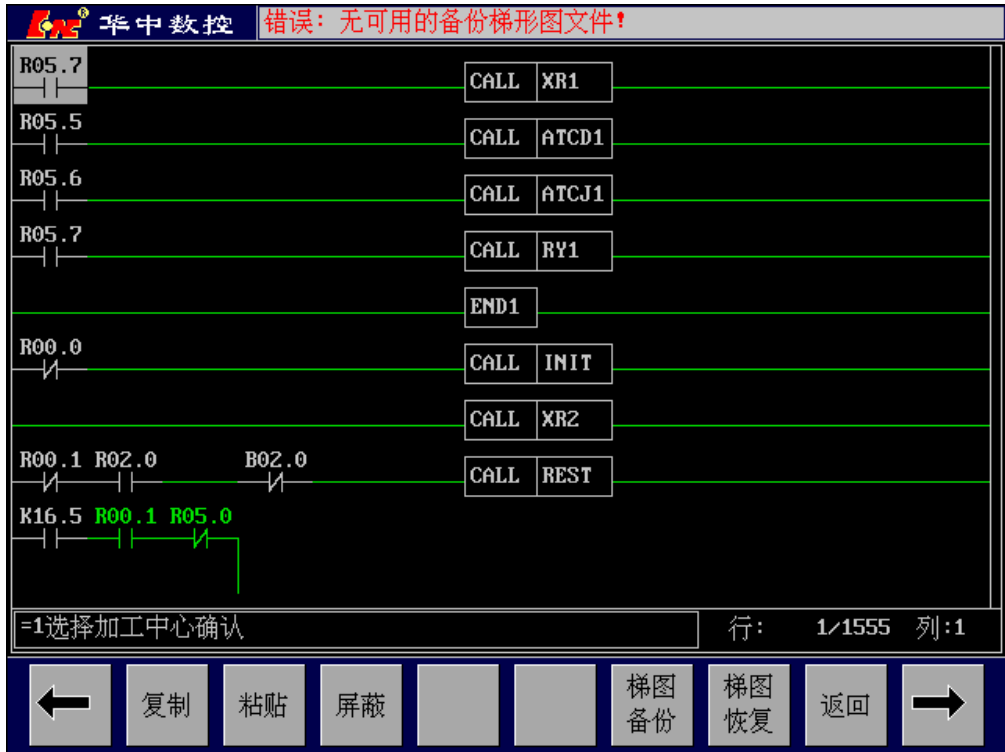 华中数控 错误：无可用的备份梯形图文件！
R05.7
CALL XR1
R05.5
CALL ATCD1
R05.6
CALL ATCJ1
R05.7
CALL RY1
END1
R00.0
CALL INIT
CALL XR2
R00.1 R02.0 B02.0
CALL REST
K16.5 R00.1 R05.0
=1选择加工中心确认 行： 1/1555 列:1
复制 粘贴 屏蔽 梯图备份 梯图恢复 返回